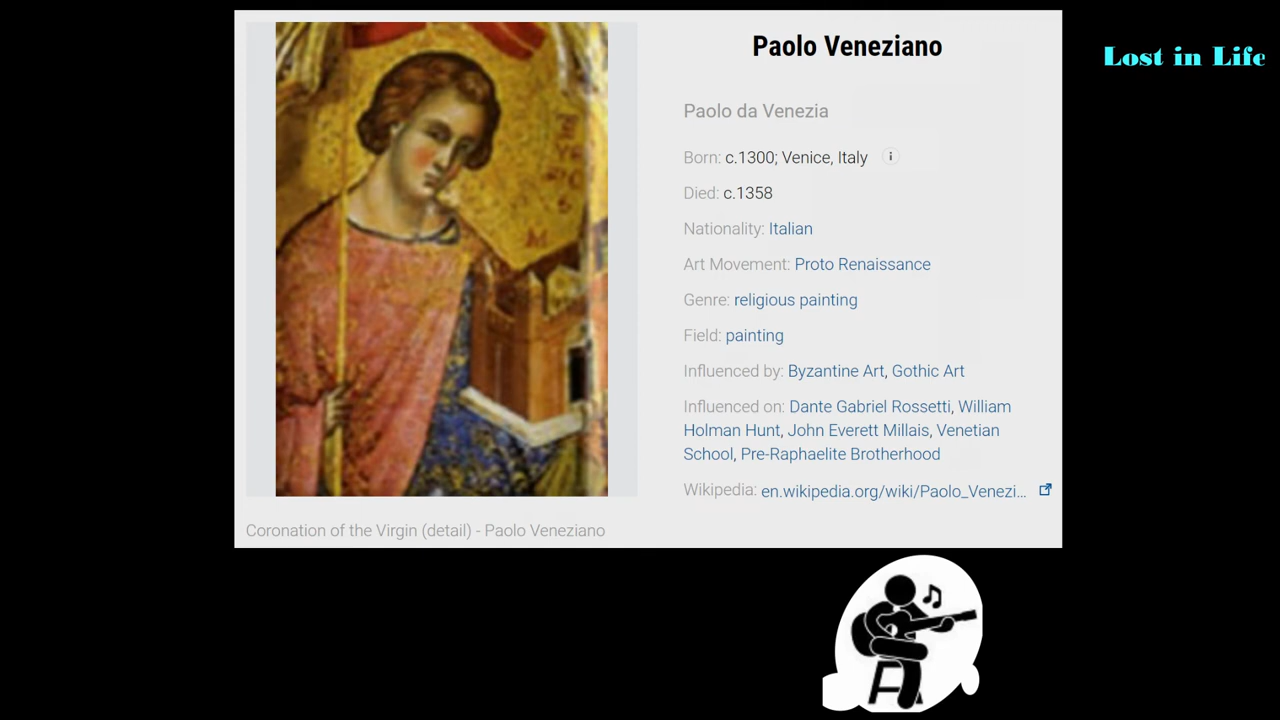 Paolo Veneziano
Lost in Life
Paolo da Venezia
Born: c.1300; Venice, Italy i
Died: c.1358
Nationality: Italian
Art Movement: Proto Renaissance
Genre: religious painting
Field: painting
Influenced by: Byzantine Art, Gothic Art
Influenced on: Dante Gabriel Rossetti, William
Holman Hunt, John Everett Millais, Venetian
School, Pre-Raphaelite Brotherhood
Wikipedia: en.wikipedia.org/wiki/Paolo_Venezi...
Coronation of the Virgin (detail) - Paolo Veneziano